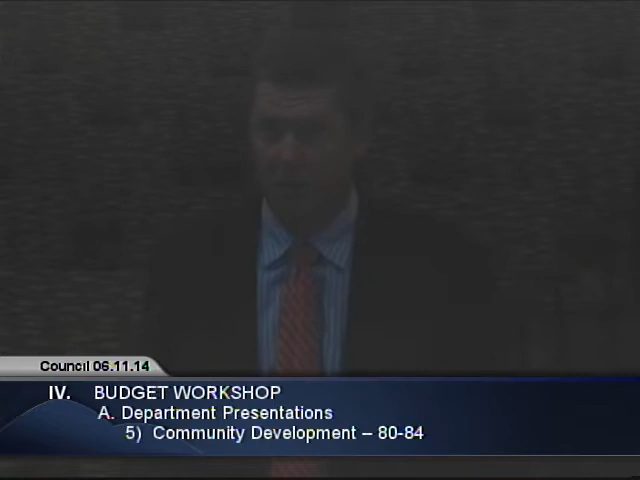 Council 06.11.14
IV. BUDGET WORKSHOP
A. Department Presentations
5) Community Development – 80-84